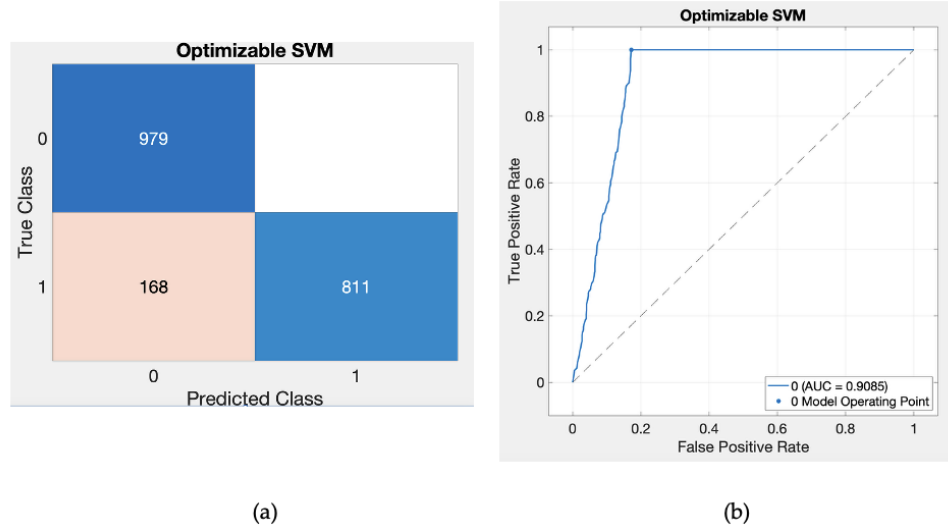 Optimizable SVM
0
979
True Class
1
168
811
0
1
Predicted Class
(a)
Optimizable SVM
1
0.8
0.6
0.4
0.2
0
True Positive Rate
0 (AUC = 0.9085)
0 Model Operating Point
0
0.2
0.4
0.6
0.8
1
False Positive Rate
(b)